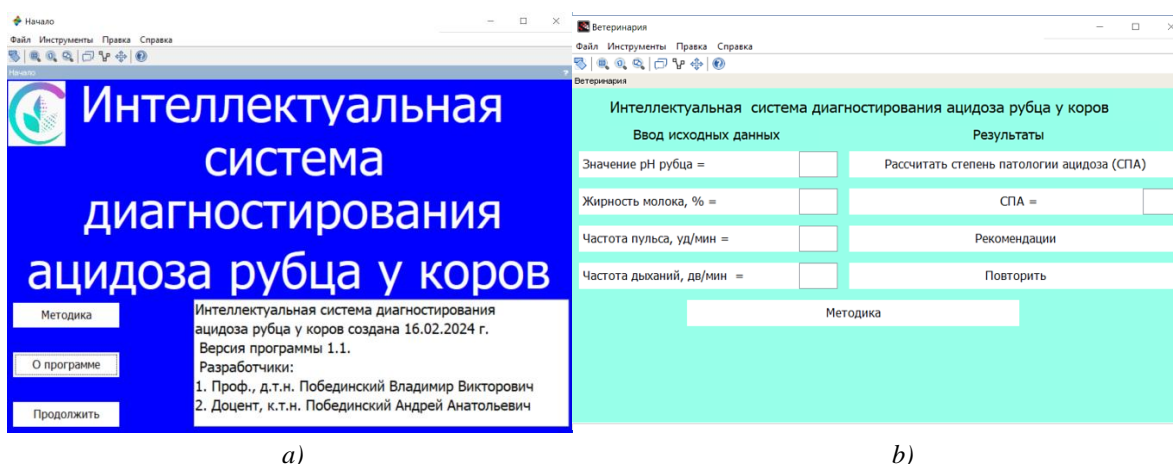 Начало
Файл Инструменты Правка Справка
Начало
?
Интеллектуальная
система
диагностирования
ацидоза рубца у коров
Методика
О программе
Продолжить
Интеллектуальная система диагностирования
ацидоза рубца у коров создана 16.02.2024 г.
Версия программы 1.1.
Разработчики:
1. Проф., д.т.н. Побединский Владимир Викторович
2. Доцент, к.т.н. Побединский Андрей Анатольевич
a)
Ветеринария
Файл Инструменты Правка Справка
Ветеринария
Интеллектуальная система диагностирования ацидоза рубца у коров
Ввод исходных данных Результаты
Значение pH рубца = Рассчитать степень патологии ацидоза (СПА)
Жирность молока, % = СПА =
Частота пульса, уд/мин = Рекомендации
Частота дыханий, дв/мин = Повторить
Методика
b)